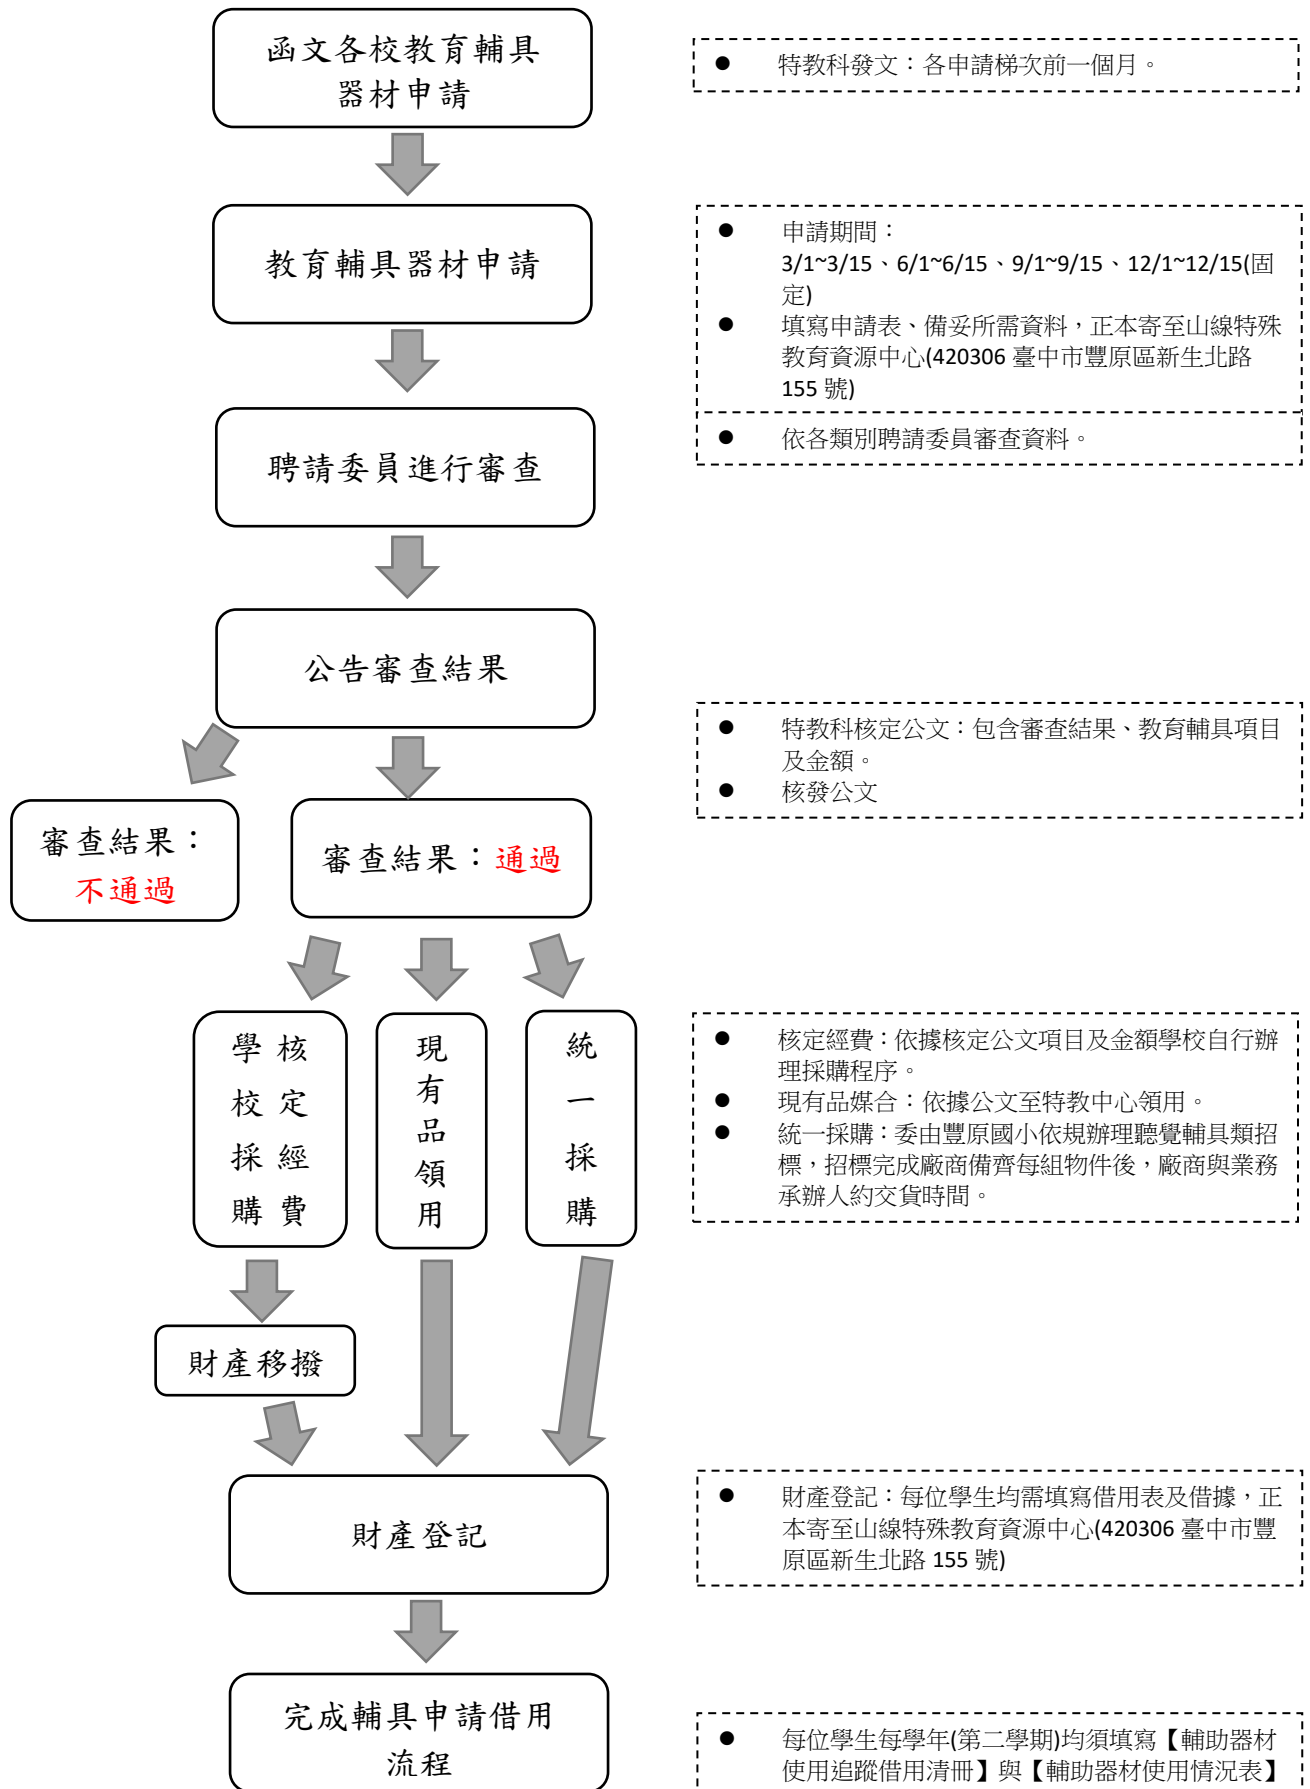 函文各校教育輔具
器材申請
● 特教科發文：各申請梯次前一個月。
教育輔具器材申請
● 申請期間：
3/1~3/15、6/1~6/15、9/1~9/15、12/1~12/15(固
定)
● 填寫申請表、備妥所需資料，正本寄至山線特殊
教育資源中心(420306 臺中市豐原區新生北路
155 號)
● 依各類別聘請委員審查資料。
聘請委員進行審查
公告審查結果
● 特教科核定公文：包含審查結果、教育輔具項目
及金額。
● 核發公文
審查結果：
不通過
審查結果：通過
核定經費
學校採購
現有品領用
統一採購
● 核定經費：依據核定公文項目及金額學校自行辦
理採購程序。
● 現有品媒合：依據公文至特教中心領用。
● 統一採購：委由豐原國小依規辦理聽覺輔具類招
標，招標完成廠商備齊每組物件後，廠商與業務
承辦人約交貨時間。
財產移撥
財產登記
● 財產登記：每位學生均需填寫借用表及借據，正
本寄至山線特殊教育資源中心(420306 臺中市豐
原區新生北路 155 號)
完成輔具申請借用
流程
● 每位學生每學年(第二學期)均須填寫【輔助器材
使用追蹤借用清冊】與【輔助器材使用情況表】